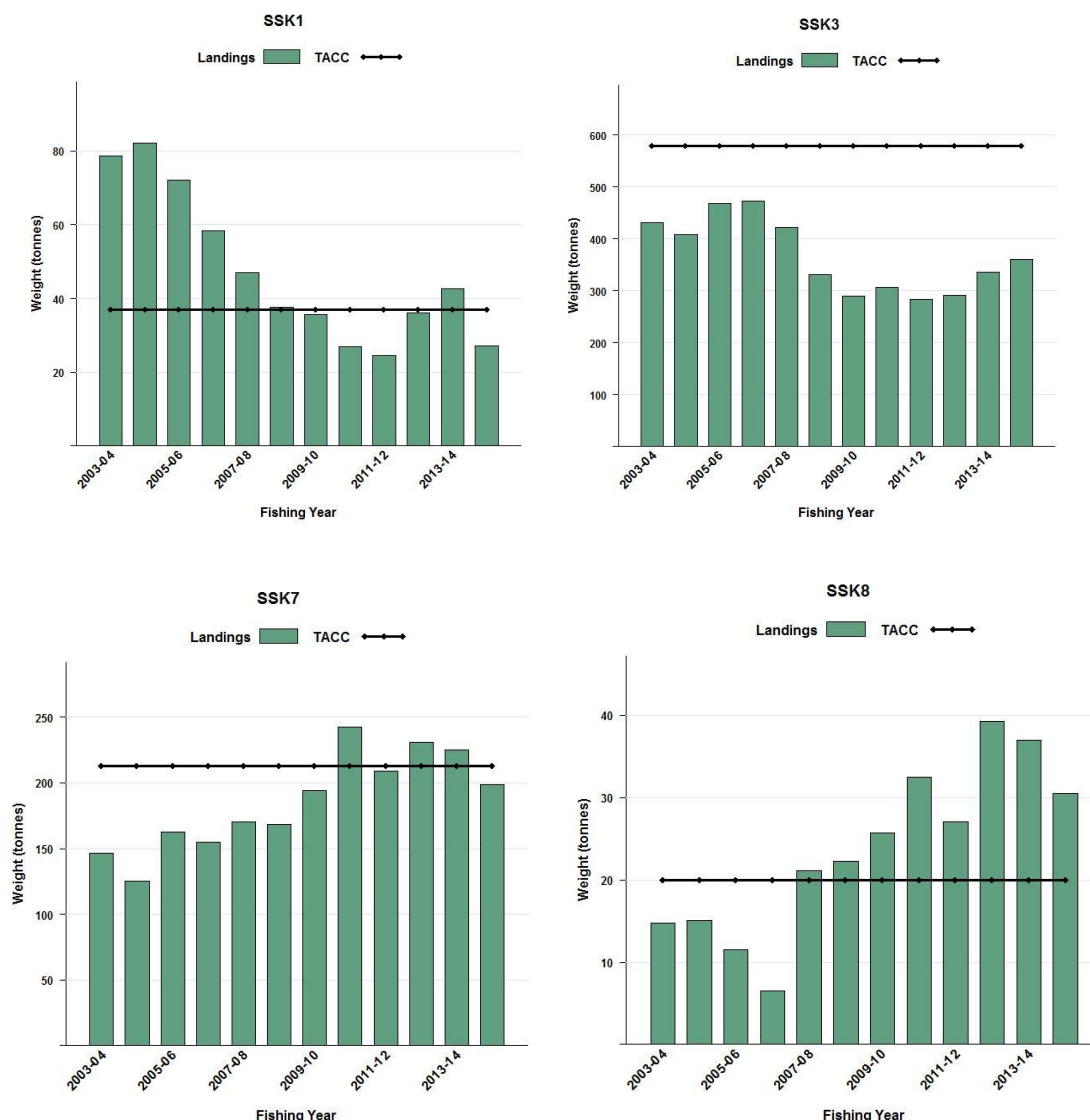 SSK1
Landings TACC
80
60
40
20
Weight (tonnes)
2003-04 2005-06 2007-08 2009-10 2011-12 2013-14
Fishing Year
SSK3
Landings TACC
600
500
400
300
200
100
Weight (tonnes)
2003-04 2005-06 2007-08 2009-10 2011-12 2013-14
Fishing Year
SSK7
Landings TACC
250
200
150
100
50
Weight (tonnes)
2003-04 2005-06 2007-08 2009-10 2011-12 2013-14
Fishing Year
SSK8
Landings TACC
40
30
20
10
Weight (tonnes)
2003-04 2005-06 2007-08 2009-10 2011-12 2013-14
Fishing Year